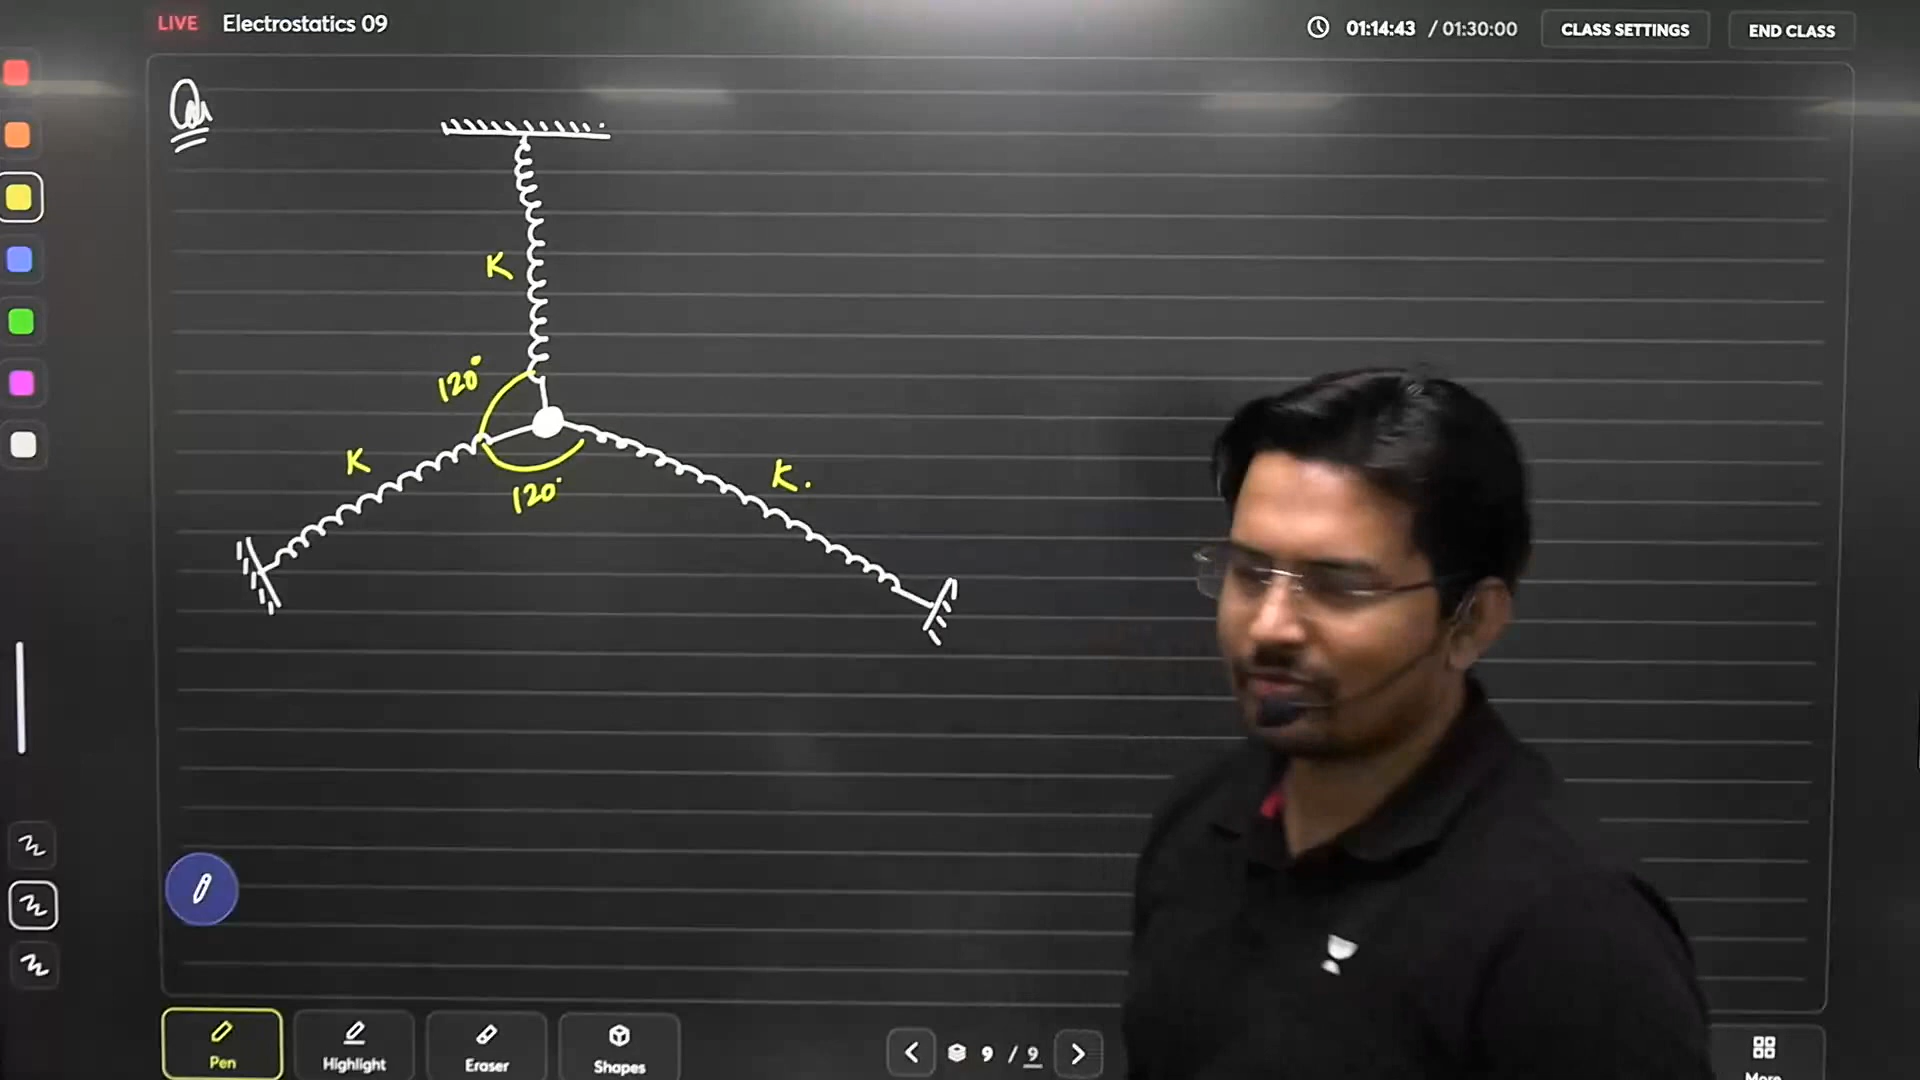 LIVE Electrostatics 09
01:14:43 / 01:30:00 CLASS SETTINGS END CLASS
K
120°
K
K.
120°
Pen Highlight Eraser Shapes
9 / 9